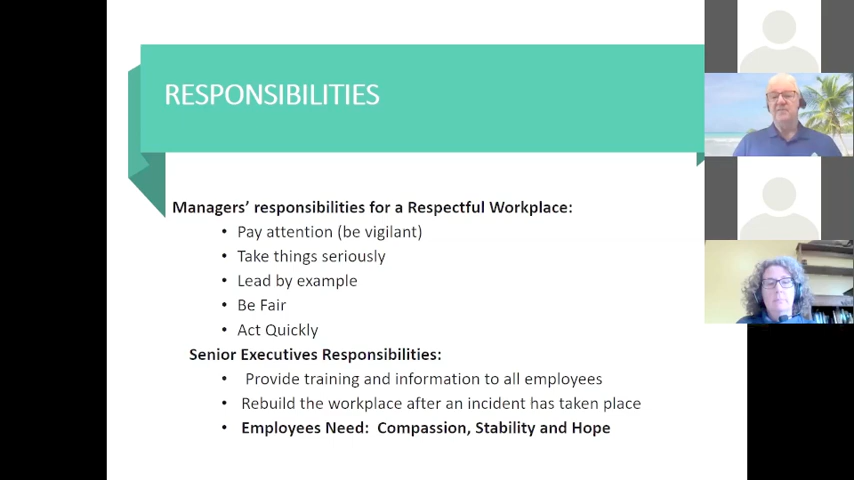 RESPONSIBILITIES
Managers’ responsibilities for a Respectful Workplace:
• Pay attention (be vigilant)
• Take things seriously
• Lead by example
• Be Fair
• Act Quickly
Senior Executives Responsibilities:
• Provide training and information to all employees
• Rebuild the workplace after an incident has taken place
• Employees Need: Compassion, Stability and Hope